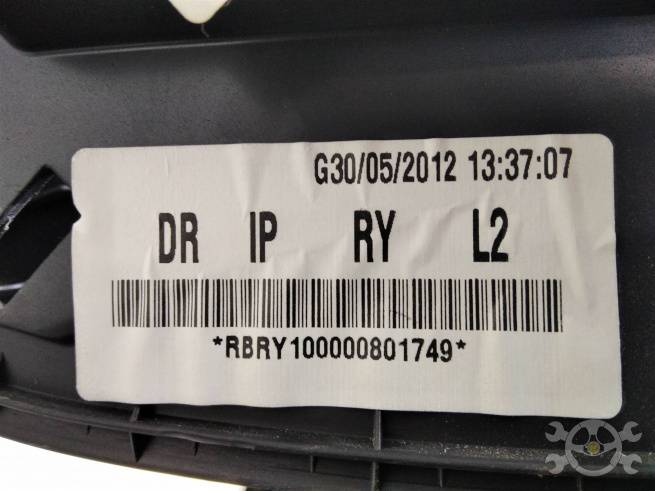 G30/05/2012 13:37:07
DR IP RY L2
*RBRY100000801749*